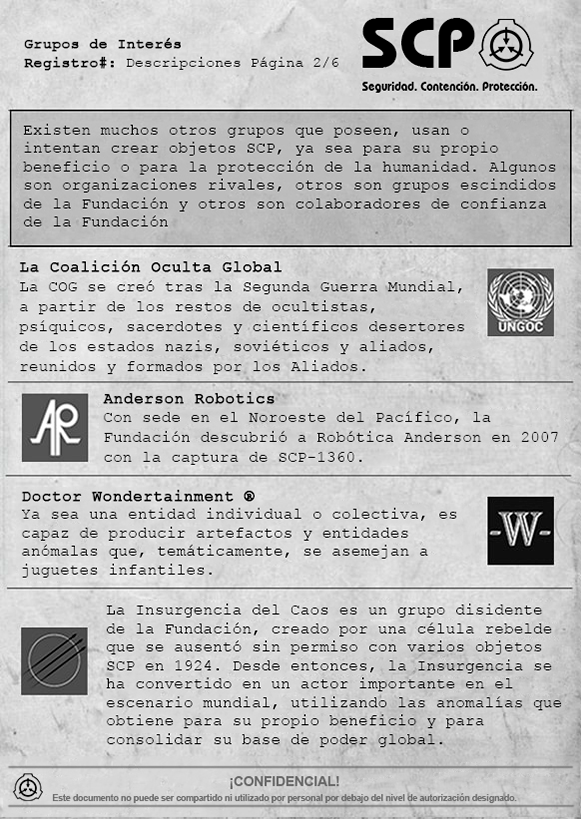 Grupos de Interés
Registro#: Descripciones Página 2/6
SCP
Seguridad. Contención. Protección.
Existen muchos otros grupos que poseen, usan o
intentan crear objetos SCP, ya sea para su propio
beneficio o para la protección de la humanidad. Algunos
son organizaciones rivales, otros son grupos escindidos
de la Fundación y otros son colaboradores de confianza
de la Fundación
La Coalición Oculta Global
La COG se creó tras la Segunda Guerra Mundial,
a partir de los restos de ocultistas,
psíquicos, sacerdotes y científicos desertores
de los estados nazis, soviéticos y aliados,
reunidos y formados por los Aliados.
UNGOC
AR
Anderson Robotics
Con sede en el Noroeste del Pacífico, la
Fundación descubrió a Robótica Anderson en 2007
con la captura de SCP-1360.
Doctor Wondertainment ®
Ya sea una entidad individual o colectiva, es
capaz de producir artefactos y entidades
anómalas que, temáticamente, se asemejan a
juguetes infantiles.
-W-
La Insurgencia del Caos es un grupo disidente
de la Fundación, creado por una célula rebelde
que se ausentó sin permiso con varios objetos
SCP en 1924. Desde entonces, la Insurgencia se
ha convertido en un actor importante en el
escenario mundial, utilizando las anomalías que
obtiene para su propio beneficio y para
consolidar su base de poder global.
¡CONFIDENCIAL!
Este documento no puede ser compartido ni utilizado por personal por debajo del nivel de autorización designado.